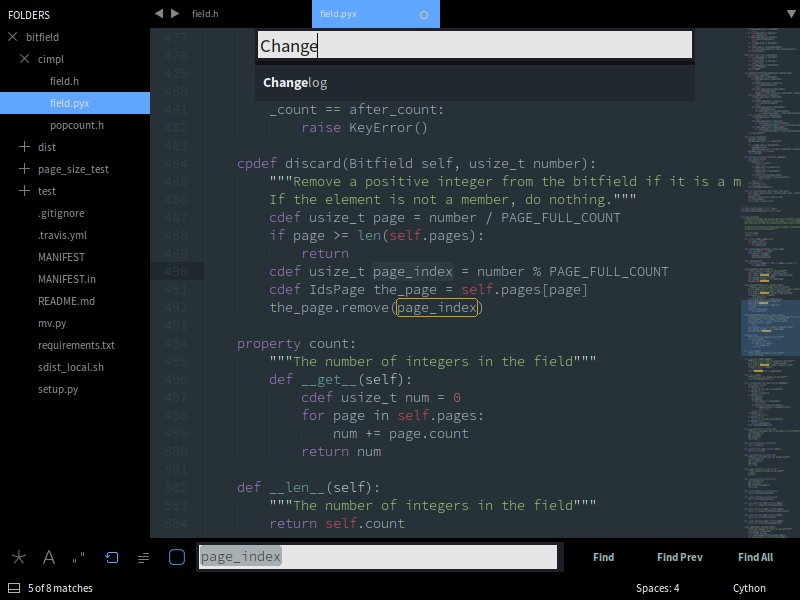 FOLDERS
field.h
field.pyx
bitfield
cimpl
field.h
field.pyx
popcount.h
dist
page_size_test
test
.gitignore
.travis.yml
MANIFEST
MANIFEST.in
README.md
mv.py
requirements.txt
sdist_local.sh
setup.py
Change
Changelog
477
478
479
480
481 _count == after_count:
482 raise KeyError()
483
484 cpdef discard(Bitfield self, usize_t number):
485 """Remove a positive integer from the bitfield if it is a m
486 If the element is not a member, do nothing."""
487 cdef usize_t page = number / PAGE_FULL_COUNT
488 if page >= len(self.pages):
489 return
490 cdef usize_t page_index = number % PAGE_FULL_COUNT
491 cdef IdsPage the_page = self.pages[page]
492 the_page.remove(page_index)
493
494 property count:
495 """The number of integers in the field"""
496 def __get__(self):
497 cdef usize_t num = 0
498 for page in self.pages:
499 num += page.count
500 return num
501
502 def __len__(self):
503 """The number of integers in the field"""
504 return self.count
page_index
Find
Find Prev
Find All
5 of 8 matches
Spaces: 4
Cython